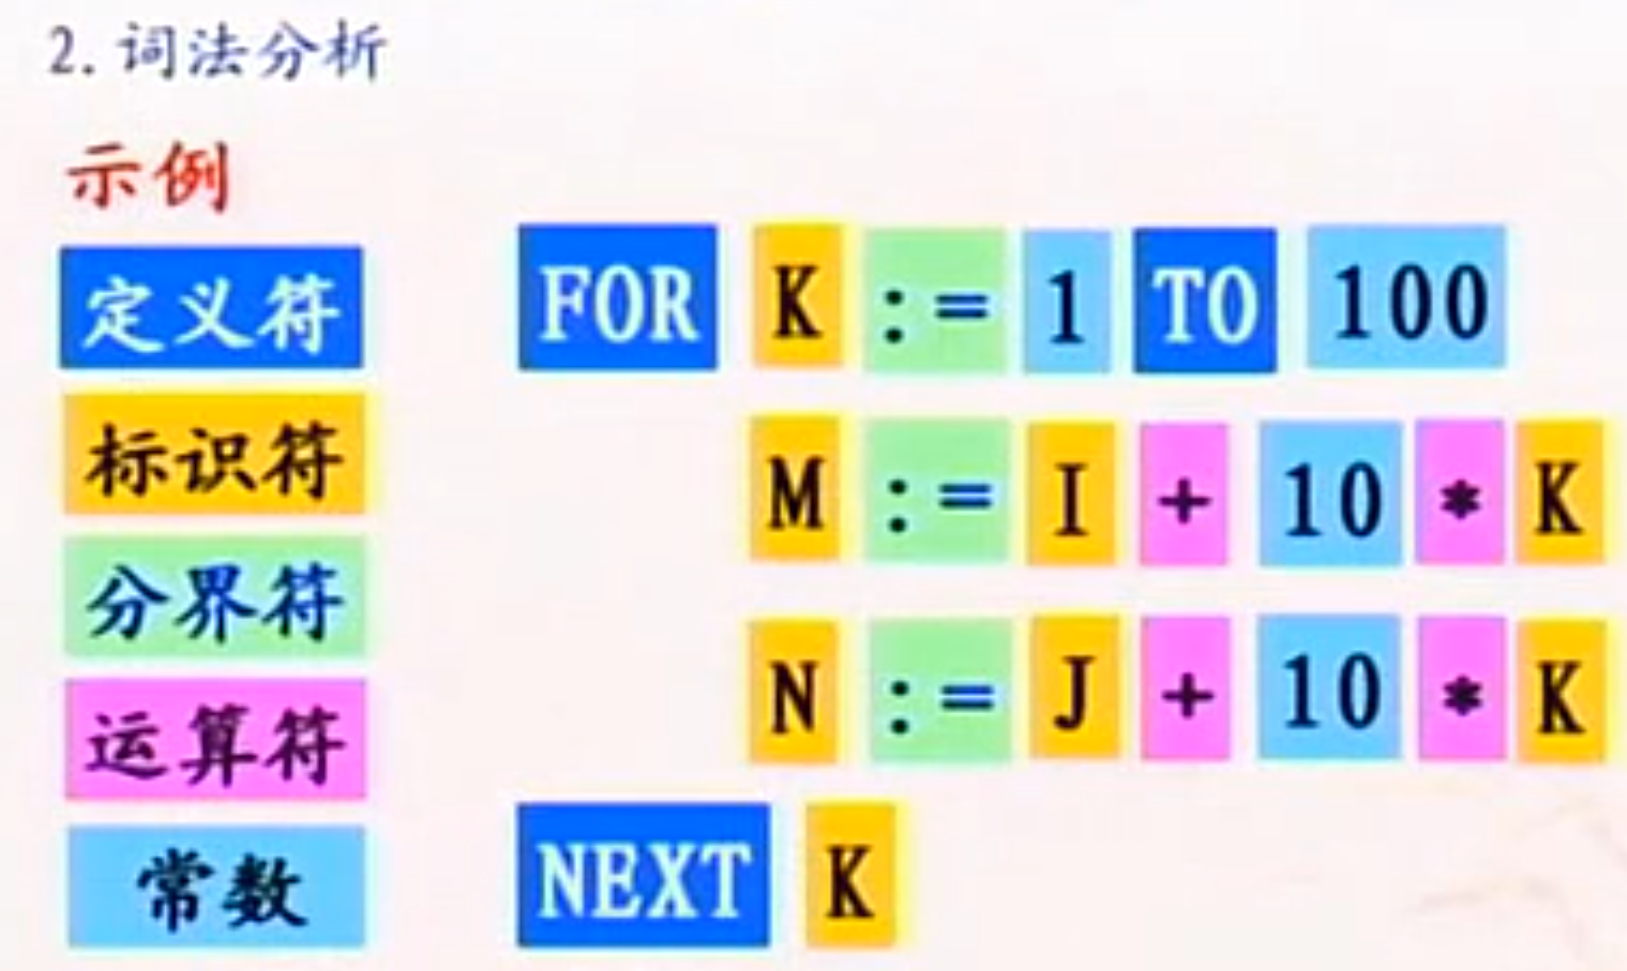 2. 词法分析
示例
定义符
FOR K := 1 TO 100
标识符
M := I + 10 * K
分界符
运算符
N := J + 10 * K
常数
NEXT K